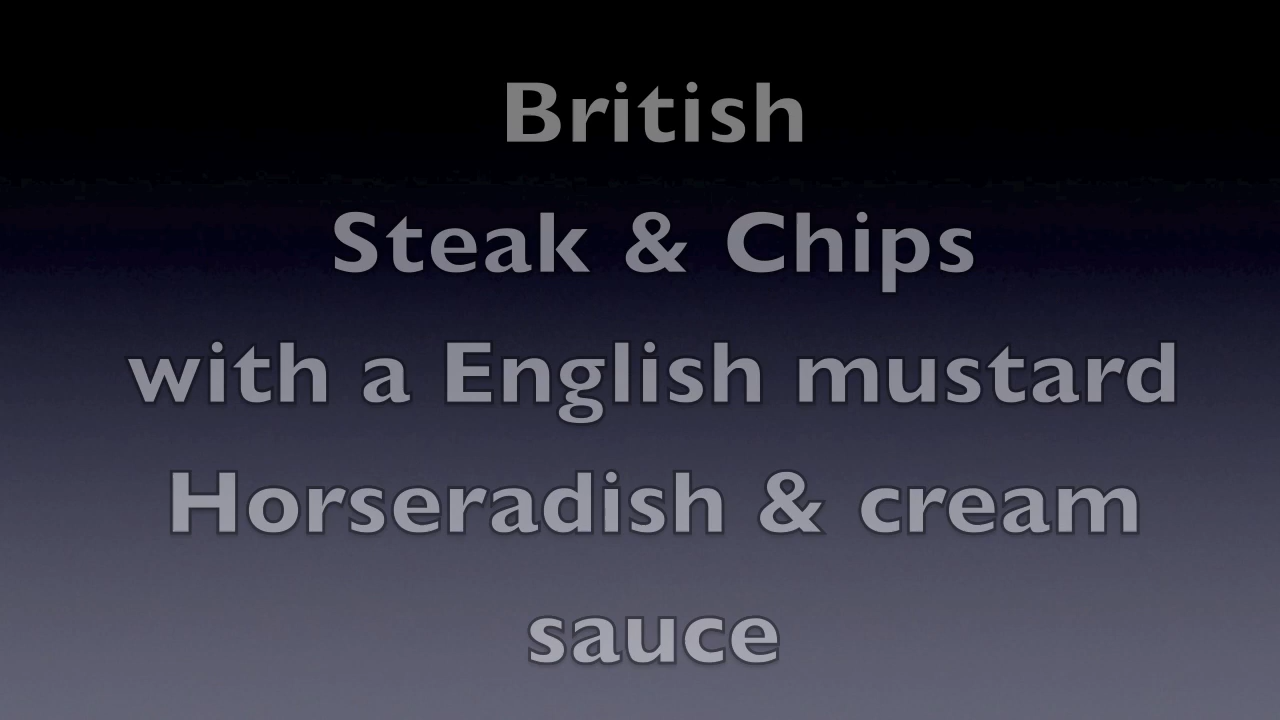 British
Steak & Chips
with a English mustard
Horseradish & cream
sauce